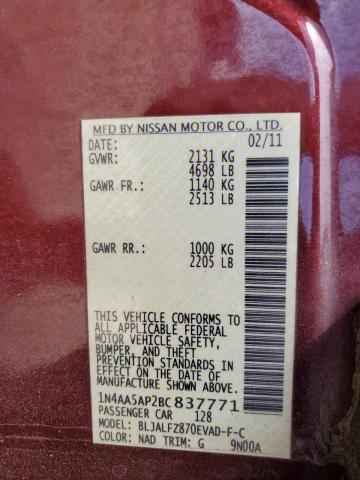 MFD BY NISSAN MOTOR CO., LTD.
DATE: 02/11
GVWR: 2131 KG
4698 LB
GAWR FR.: 1140 KG
2513 LB
GAWR RR.: 1000 KG
2205 LB
THIS VEHICLE CONFORMS TO
ALL APPLICABLE FEDERAL
MOTOR VEHICLE SAFETY,
BUMPER, AND THEFT
PREVENTION STANDARDS IN
EFFECT ON THE DATE OF
MANUFACTURE SHOWN ABOVE.
1N4AA5AP2BC837771
PASSENGER CAR 128
MODEL: BLJALFZ870EVAD-F-C
COLOR: NAD TRIM: G 9N00A